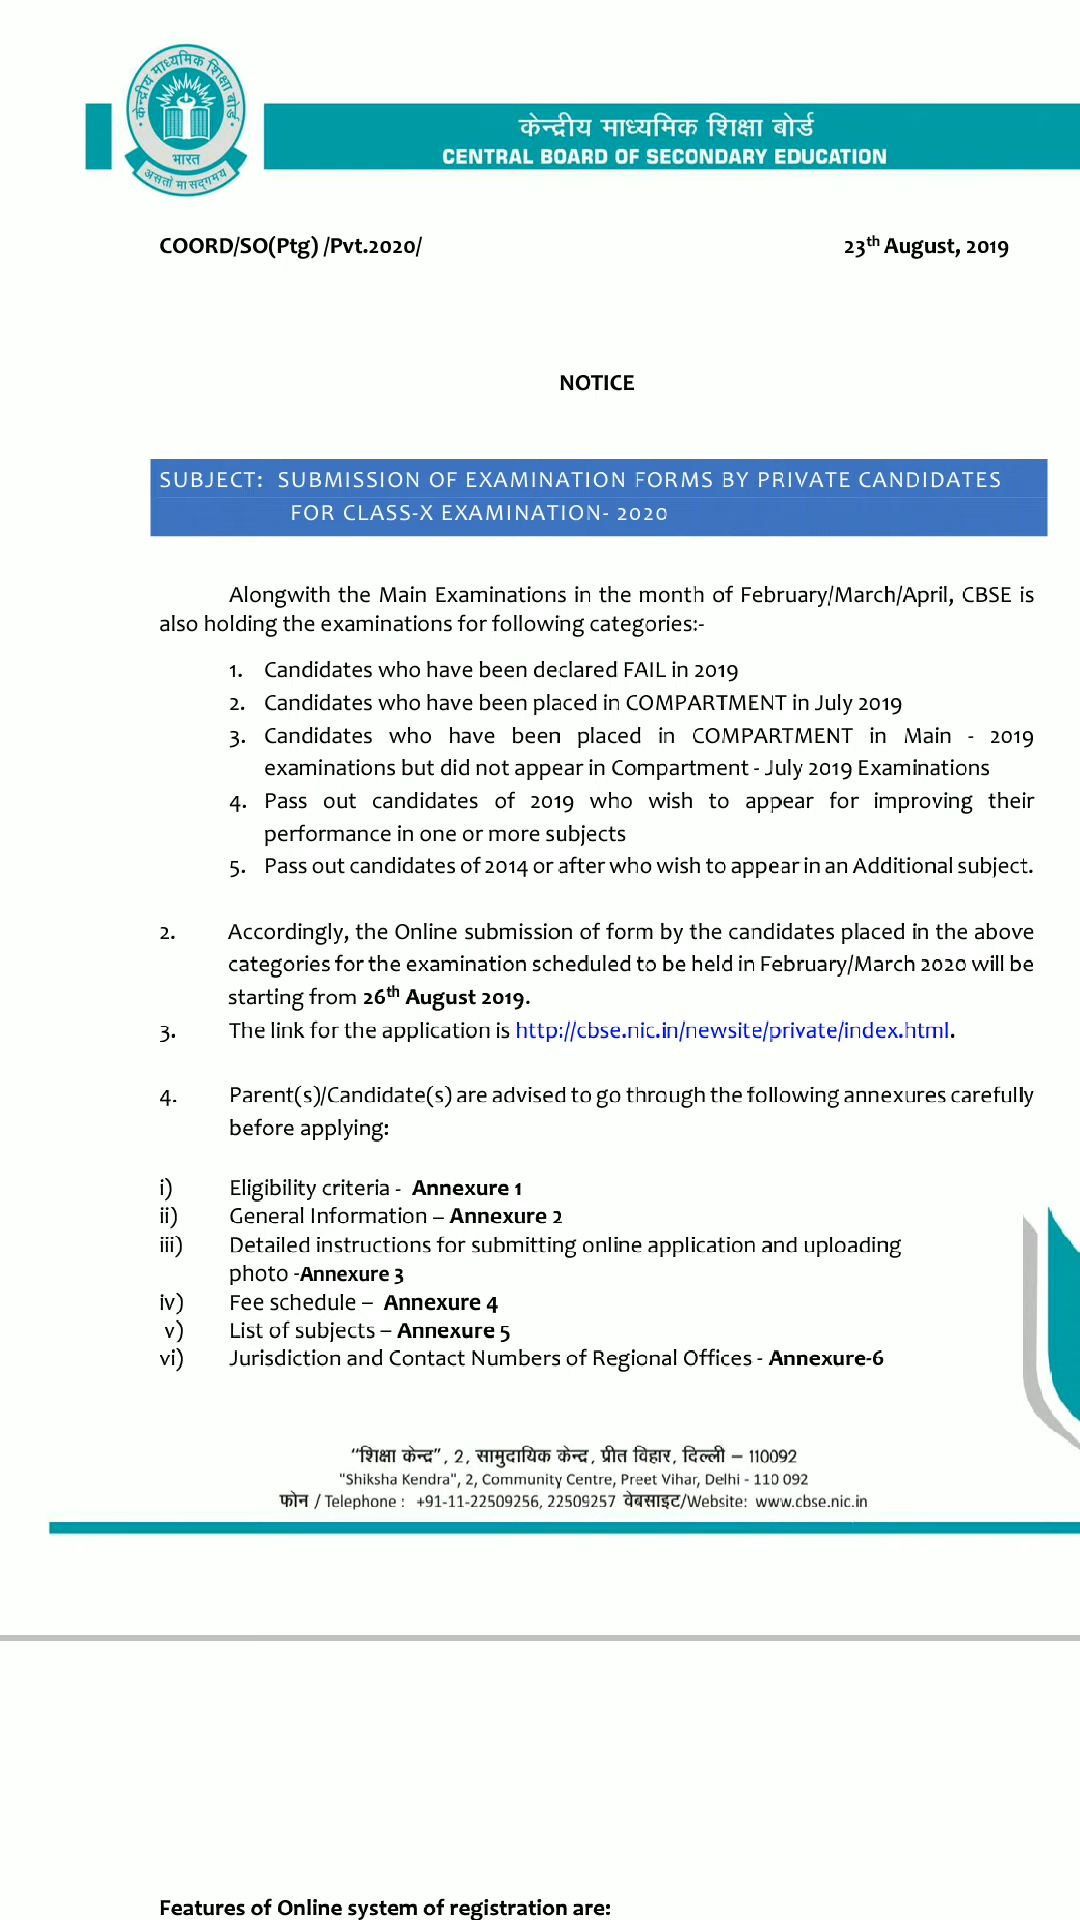 केन्द्रीय माध्यमिक शिक्षा बोर्ड
भारत
असतो मा सद्गमय
केन्द्रीय माध्यमिक शिक्षा बोर्ड
CENTRAL BOARD OF SECONDARY EDUCATION
COORD/SO(Ptg) /Pvt.2020/ 23th August, 2019
NOTICE
SUBJECT: SUBMISSION OF EXAMINATION FORMS BY PRIVATE CANDIDATES
FOR CLASS-X EXAMINATION- 2020
Alongwith the Main Examinations in the month of February/March/April, CBSE is
also holding the examinations for following categories:-
1. Candidates who have been declared FAIL in 2019
2. Candidates who have been placed in COMPARTMENT in July 2019
3. Candidates who have been placed in COMPARTMENT in Main - 2019
examinations but did not appear in Compartment - July 2019 Examinations
4. Pass out candidates of 2019 who wish to appear for improving their
performance in one or more subjects
5. Pass out candidates of 2014 or after who wish to appear in an Additional subject.
2. Accordingly, the Online submission of form by the candidates placed in the above
categories for the examination scheduled to be held in February/March 2020 will be
starting from 26th August 2019.
3. The link for the application is http://cbse.nic.in/newsite/private/index.html.
4. Parent(s)/Candidate(s) are advised to go through the following annexures carefully
before applying:
i) Eligibility criteria - Annexure 1
ii) General Information – Annexure 2
iii) Detailed instructions for submitting online application and uploading
photo -Annexure 3
iv) Fee schedule – Annexure 4
v) List of subjects – Annexure 5
vi) Jurisdiction and Contact Numbers of Regional Offices - Annexure-6
“शिक्षा केन्द्र”, 2, सामुदायिक केन्द्र, प्रीत विहार, दिल्ली – 110092
"Shiksha Kendra", 2, Community Centre, Preet Vihar, Delhi - 110 092
फोन / Telephone : +91-11-22509256, 22509257 वेबसाइट/Website: www.cbse.nic.in
Features of Online system of registration are: